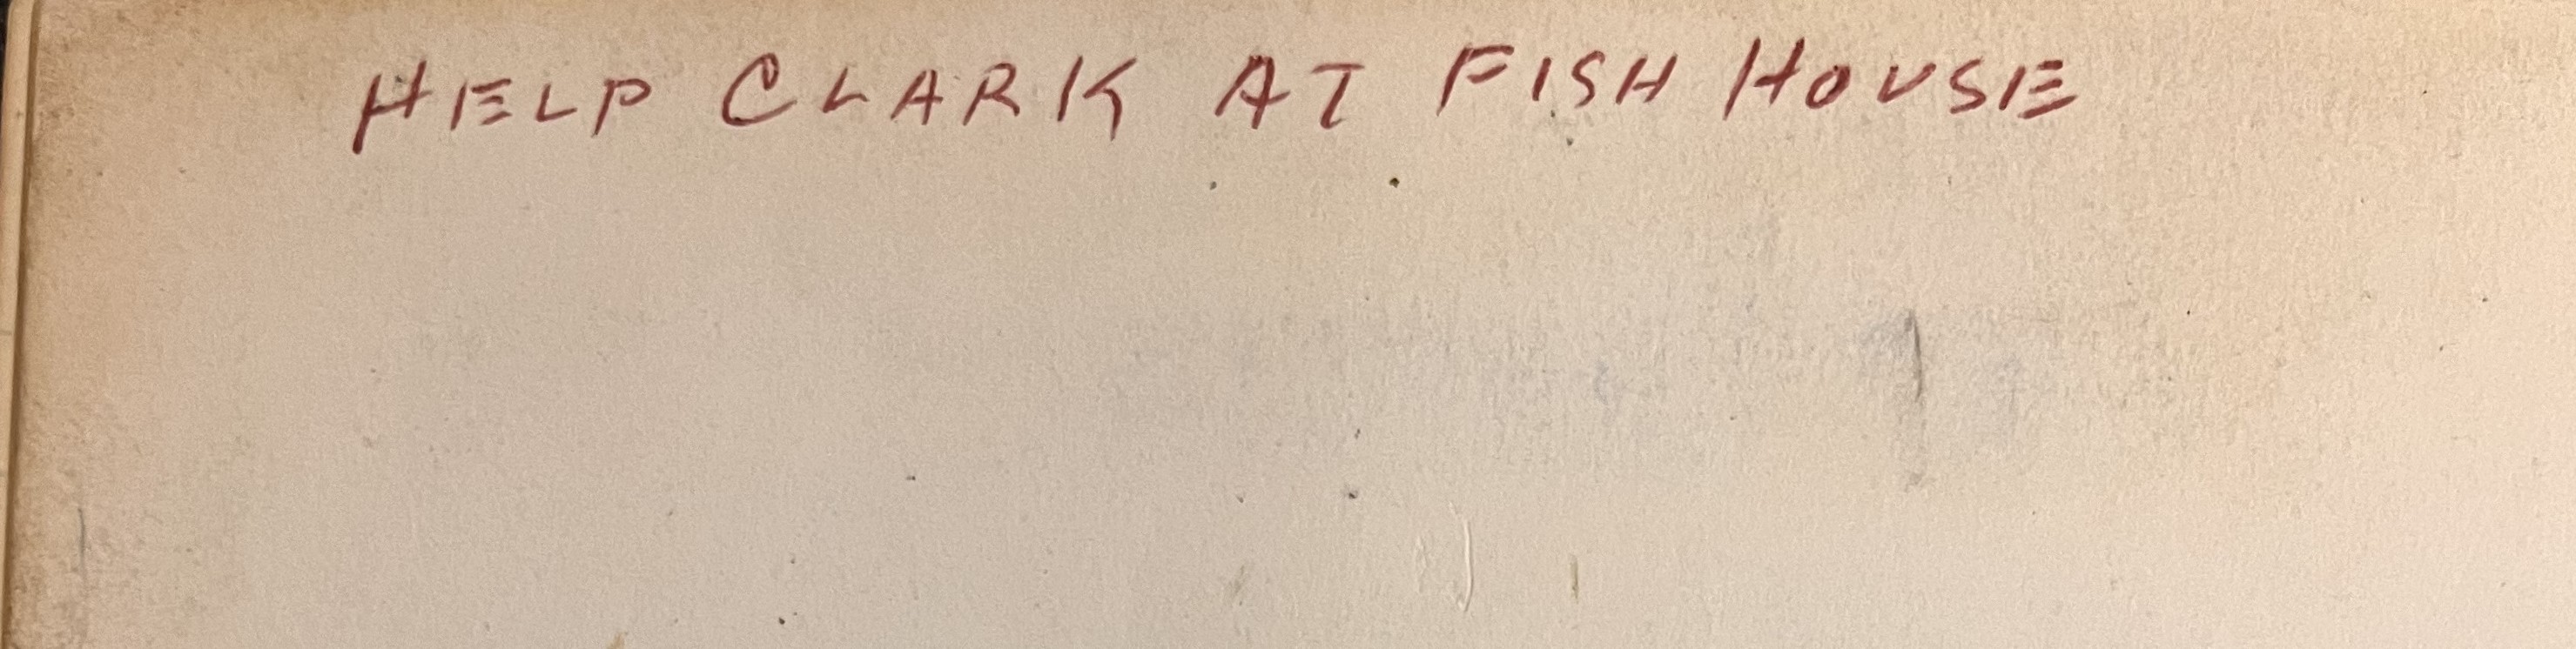 HELP CLARK AT FISH HOUSE